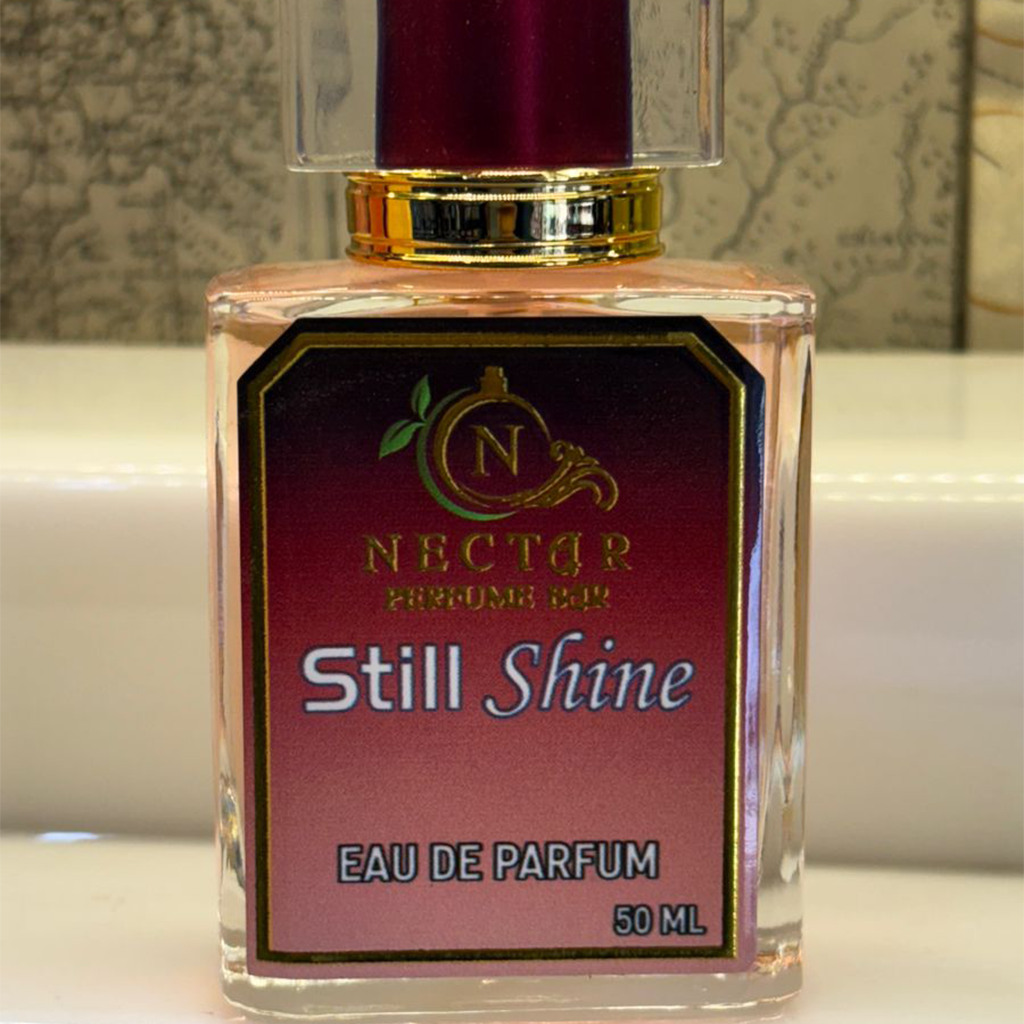 N
NECTAR
PERFUME BAR
Still Shine
EAU DE PARFUM
50 ML